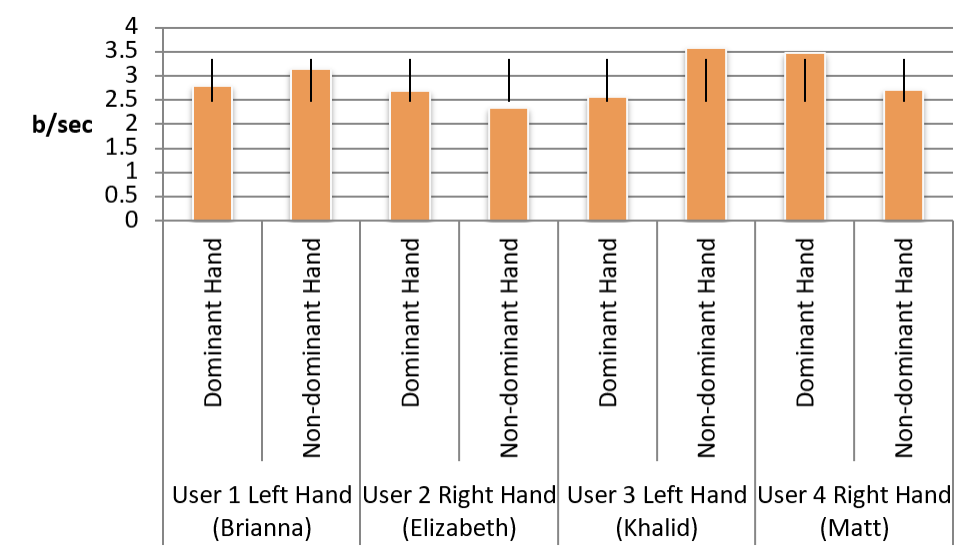 4
3.5
3
2.5
2
1.5
1
0.5
0
b/sec
Dominant Hand
Non-dominant Hand
Dominant Hand
Non-dominant Hand
Dominant Hand
Non-dominant Hand
Dominant Hand
Non-dominant Hand
User 1 Left Hand
(Brianna)
User 2 Right Hand
(Elizabeth)
User 3 Left Hand
(Khalid)
User 4 Right Hand
(Matt)